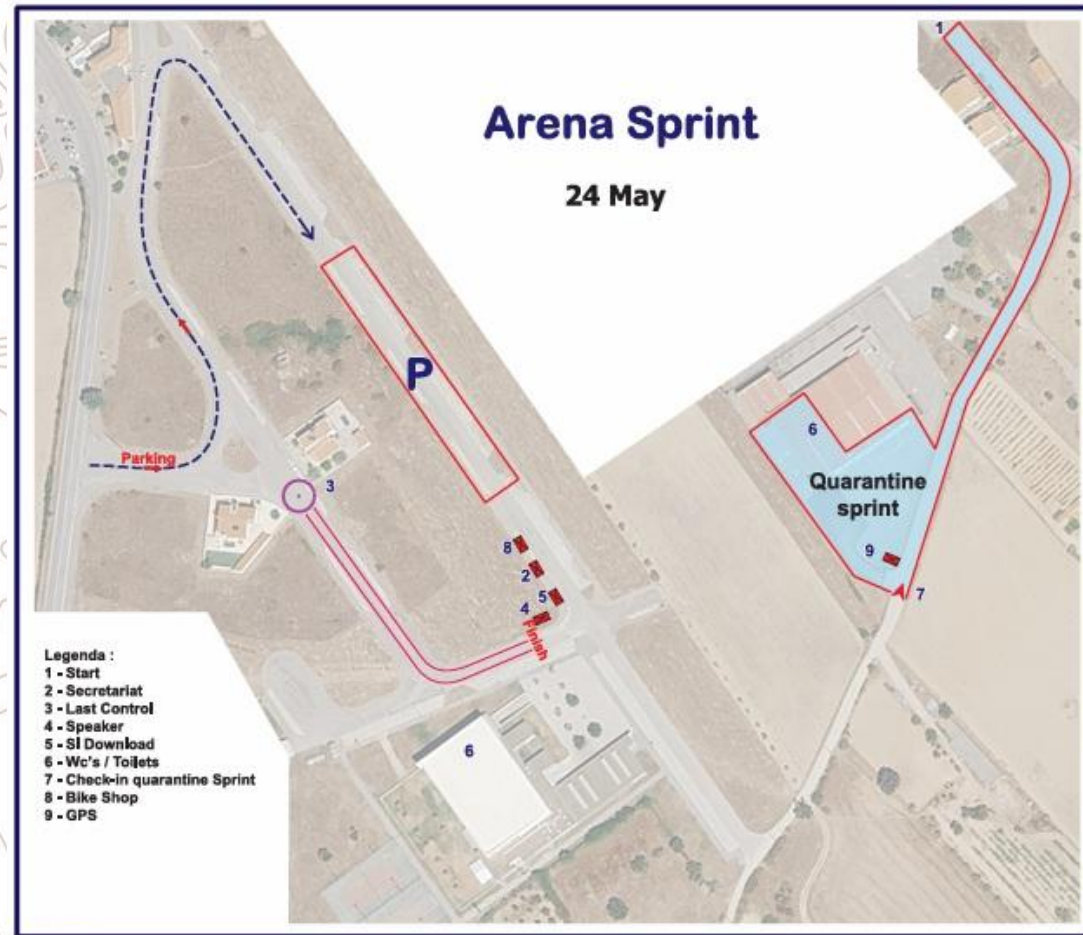 Arena Sprint
24 May
1
P
6
Quarantine
sprint
9
7
Parking
3
8
2
5
4
Finish
6
Legenda :
1 - Start
2 - Secretariat
3 - Last Control
4 - Speaker
5 - SI Download
6 - Wc's / Toilets
7 - Check-in quarantine Sprint
8 - Bike Shop
9 - GPS